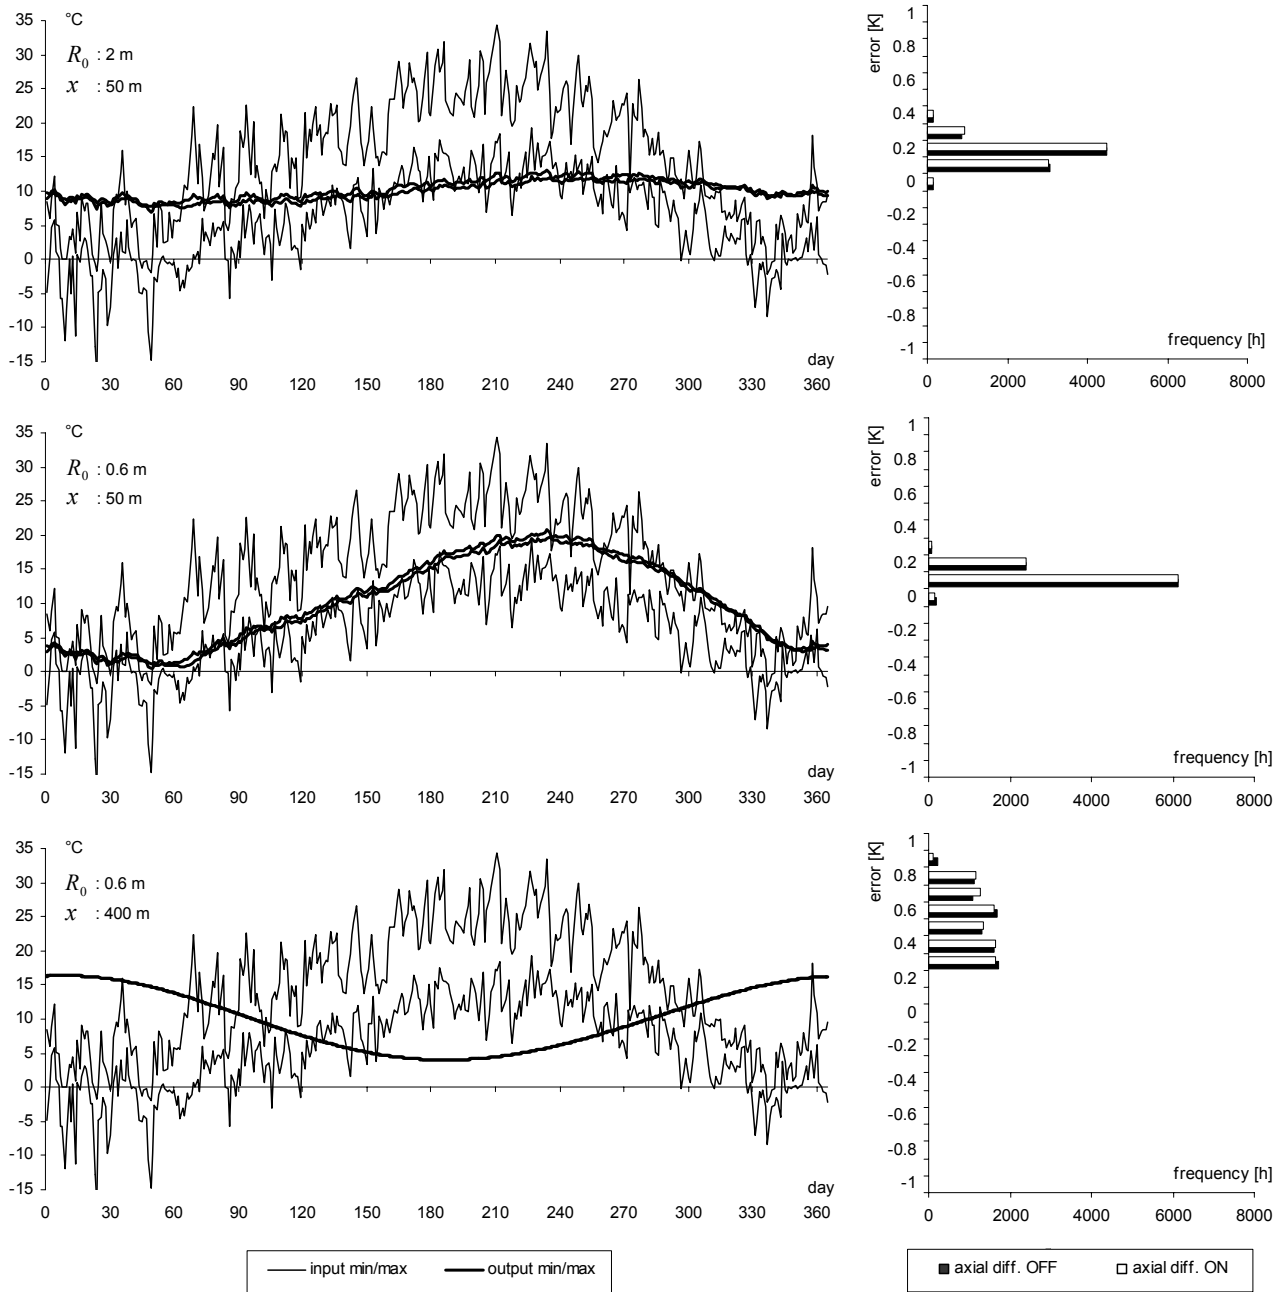 °C
R0 : 2 m
x : 50 m
35
30
25
20
15
10
5
0
-5
-10
-15
day
0 30 60 90 120 150 180 210 240 270 300 330 360
error [K]
1
0.8
0.6
0.4
0.2
0
-0.2
-0.4
-0.6
-0.8
-1
frequency [h]
0 2000 4000 6000 8000
°C
R0 : 0.6 m
x : 50 m
35
30
25
20
15
10
5
0
-5
-10
-15
day
0 30 60 90 120 150 180 210 240 270 300 330 360
error [K]
1
0.8
0.6
0.4
0.2
0
-0.2
-0.4
-0.6
-0.8
-1
frequency [h]
0 2000 4000 6000 8000
°C
R0 : 0.6 m
x : 400 m
35
30
25
20
15
10
5
0
-5
-10
-15
day
0 30 60 90 120 150 180 210 240 270 300 330 360
error [K]
1
0.8
0.6
0.4
0.2
0
-0.2
-0.4
-0.6
-0.8
-1
frequency [h]
0 2000 4000 6000 8000
input min/max output min/max
axial diff. OFF axial diff. ON